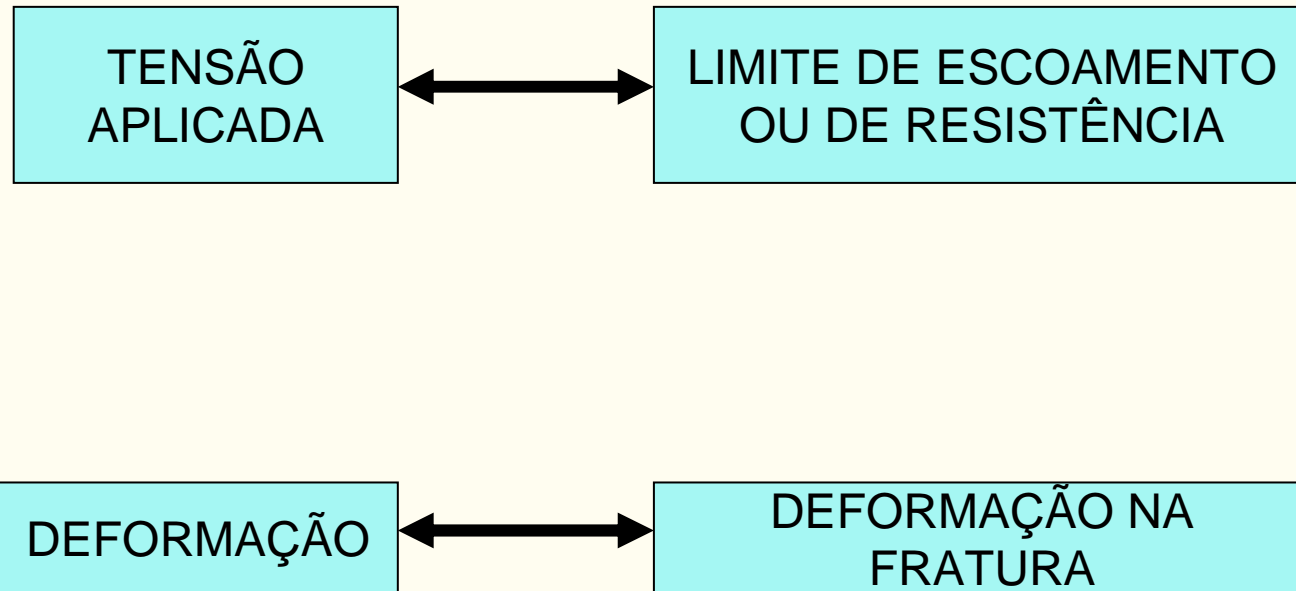 TENSÃO
APLICADA
LIMITE DE ESCOAMENTO
OU DE RESISTÊNCIA
DEFORMAÇÃO
DEFORMAÇÃO NA
FRATURA